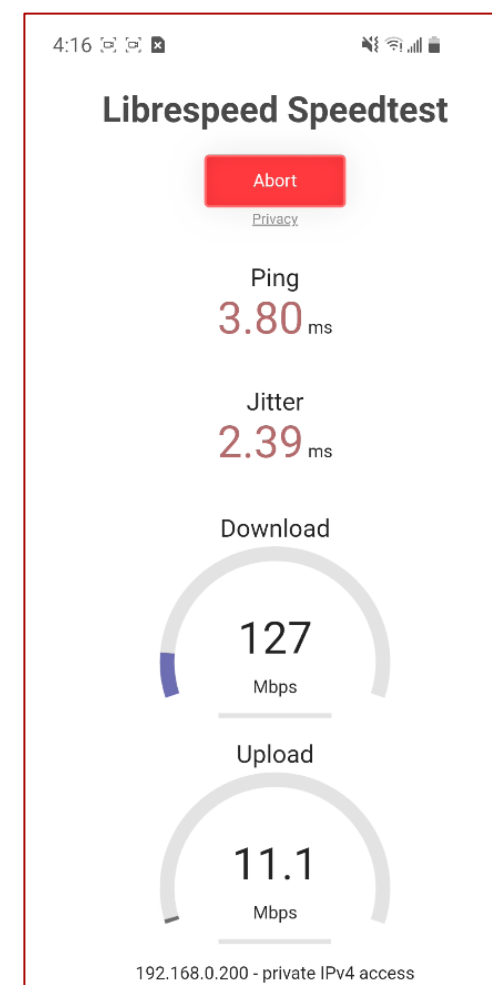 4:16
Librespeed Speedtest
Abort
Privacy
Ping
3.80 ms
Jitter
2.39 ms
Download
127
Mbps
Upload
11.1
Mbps
192.168.0.200 - private IPv4 access